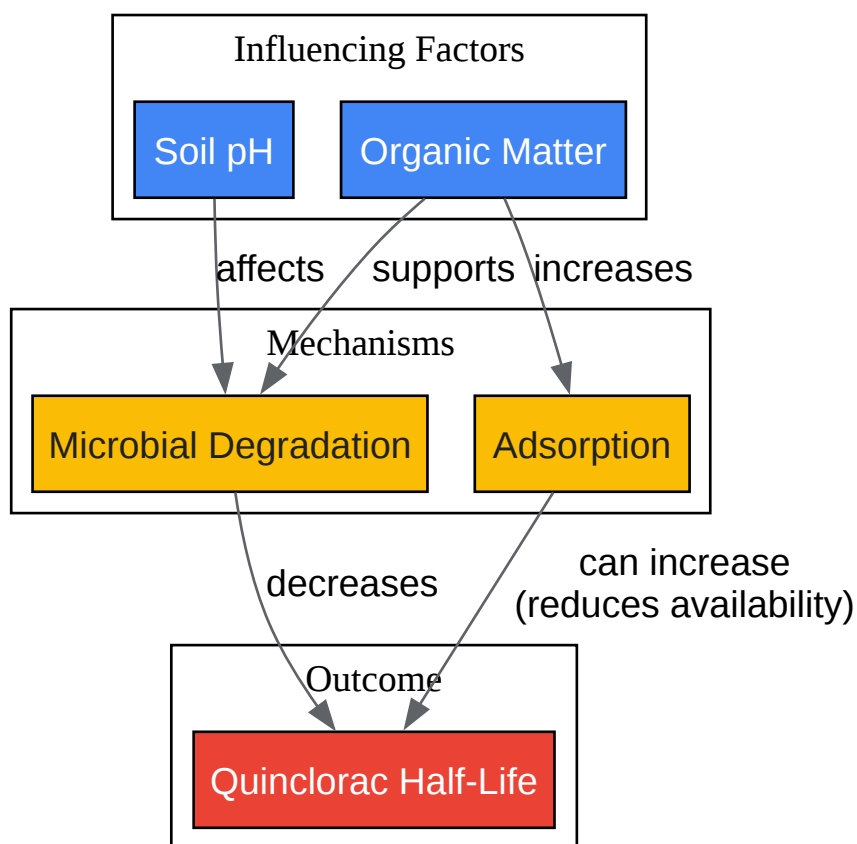 Influencing Factors
Soil pH
Organic Matter
affects
supports
increases
Mechanisms
Microbial Degradation
Adsorption
decreases
can increase
(reduces availability)
Outcome
Quinclorac Half-Life